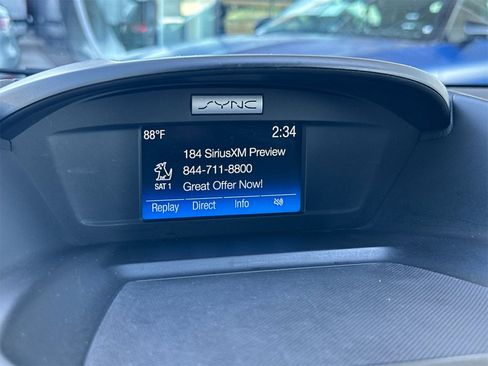 SYNC
88°F 2:34
184 SiriusXM Preview
844-711-8800
SAT 1 Great Offer Now!
Replay Direct Info